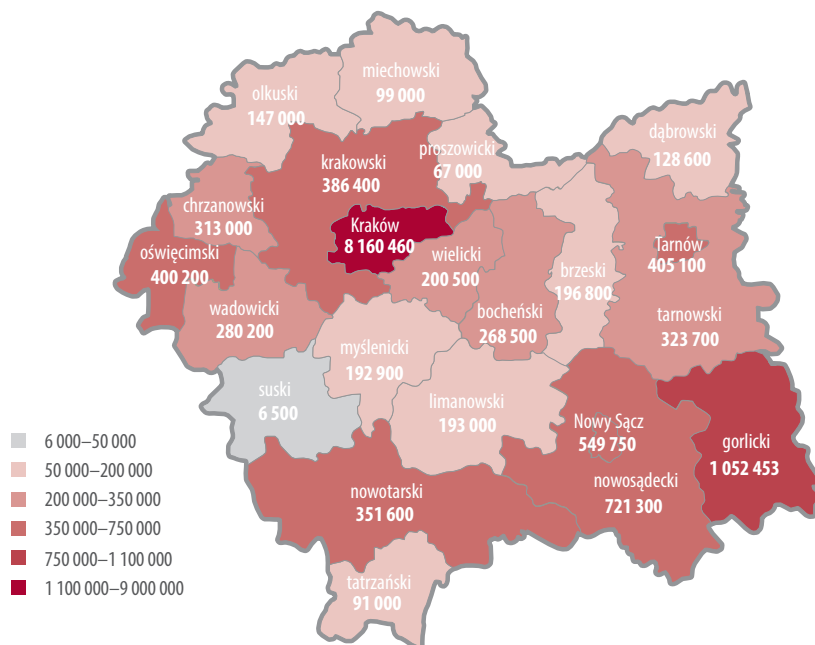 miechowski
99 000
olkuski
147 000
dąbrowski
128 600
proszowicki
67 000
krakowski
386 400
chrzanowski
313 000
Kraków
8 160 460
oświęcimski
400 200
wielicki
200 500
brzeski
196 800
Tarnów
405 100
wadowicki
280 200
bocheński
268 500
tarnowski
323 700
myślenicki
192 900
suski
6 500
limanowski
193 000
Nowy Sącz
549 750
gorlicki
1 052 453
nowosądecki
721 300
nowotarski
351 600
tatrzański
91 000
6 000–50 000
50 000–200 000
200 000–350 000
350 000–750 000
750 000–1 100 000
1 100 000–9 000 000